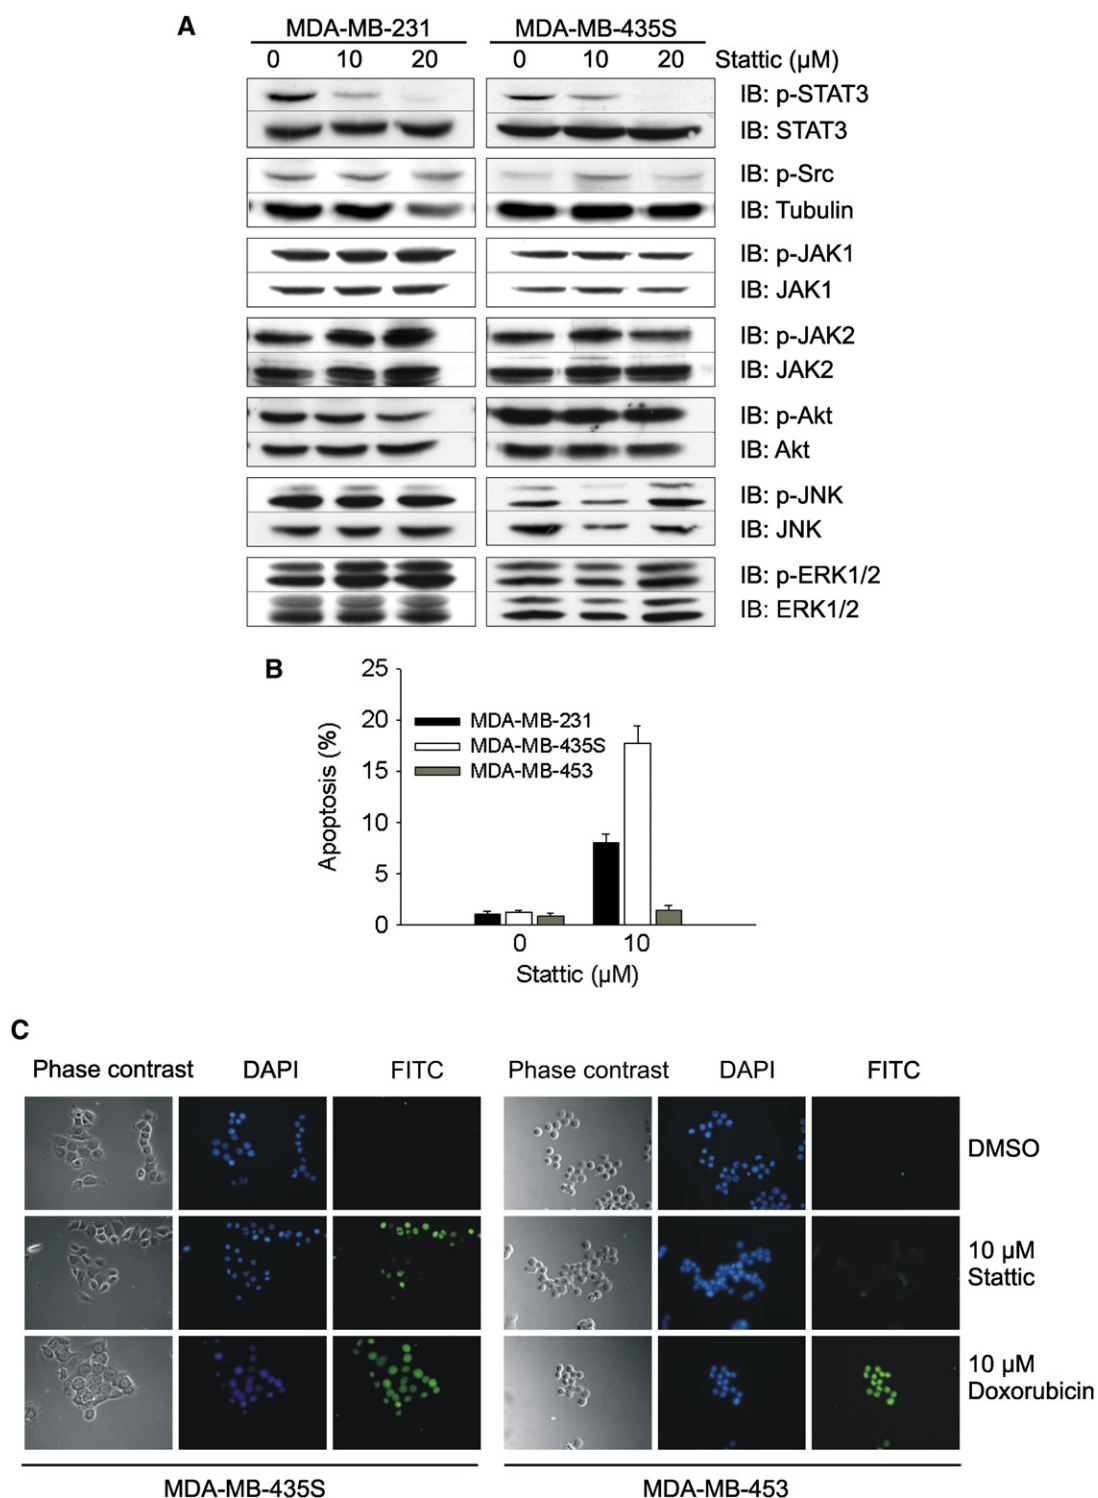 A
MDA-MB-231 MDA-MB-435S
0 10 20 0 10 20 Stattic (µM)
IB: p-STAT3
IB: STAT3
IB: p-Src
IB: Tubulin
IB: p-JAK1
IB: JAK1
IB: p-JAK2
IB: JAK2
IB: p-Akt
IB: Akt
IB: p-JNK
IB: JNK
IB: p-ERK1/2
IB: ERK1/2
B
25
20
15
10
5
0
Apoptosis (%)
MDA-MB-231
MDA-MB-435S
MDA-MB-453
0 10
Stattic (µM)
C
Phase contrast DAPI FITC Phase contrast DAPI FITC
DMSO
10 µM
Stattic
10 µM
Doxorubicin
MDA-MB-435S MDA-MB-453